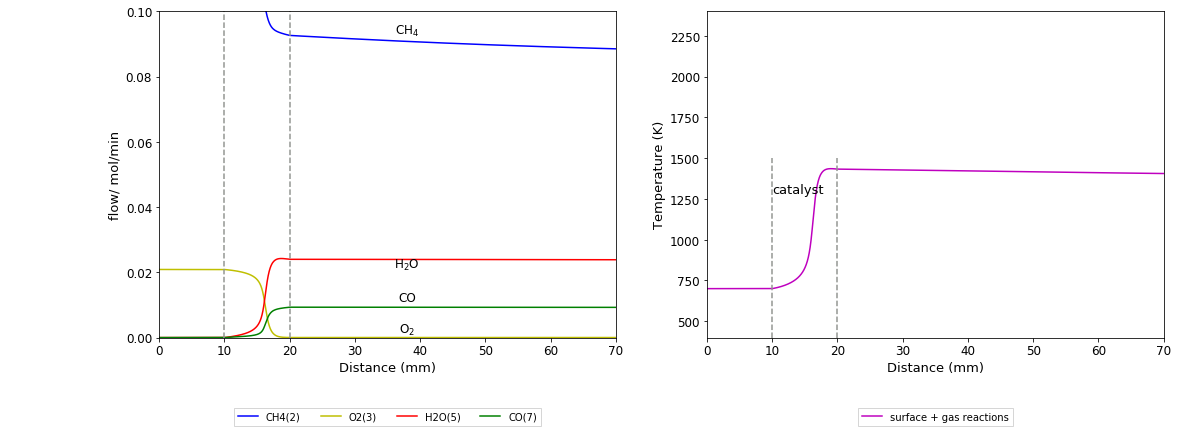 0.10
0.08
0.06
0.04
0.02
0.00
flow/ mol/min
CH4
H2O
CO
O2
0 10 20 30 40 50 60 70
Distance (mm)
CH4(2) O2(3) H2O(5) CO(7)
2250
2000
1750
1500
1250
1000
750
500
Temperature (K)
catalyst
0 10 20 30 40 50 60 70
Distance (mm)
surface + gas reactions